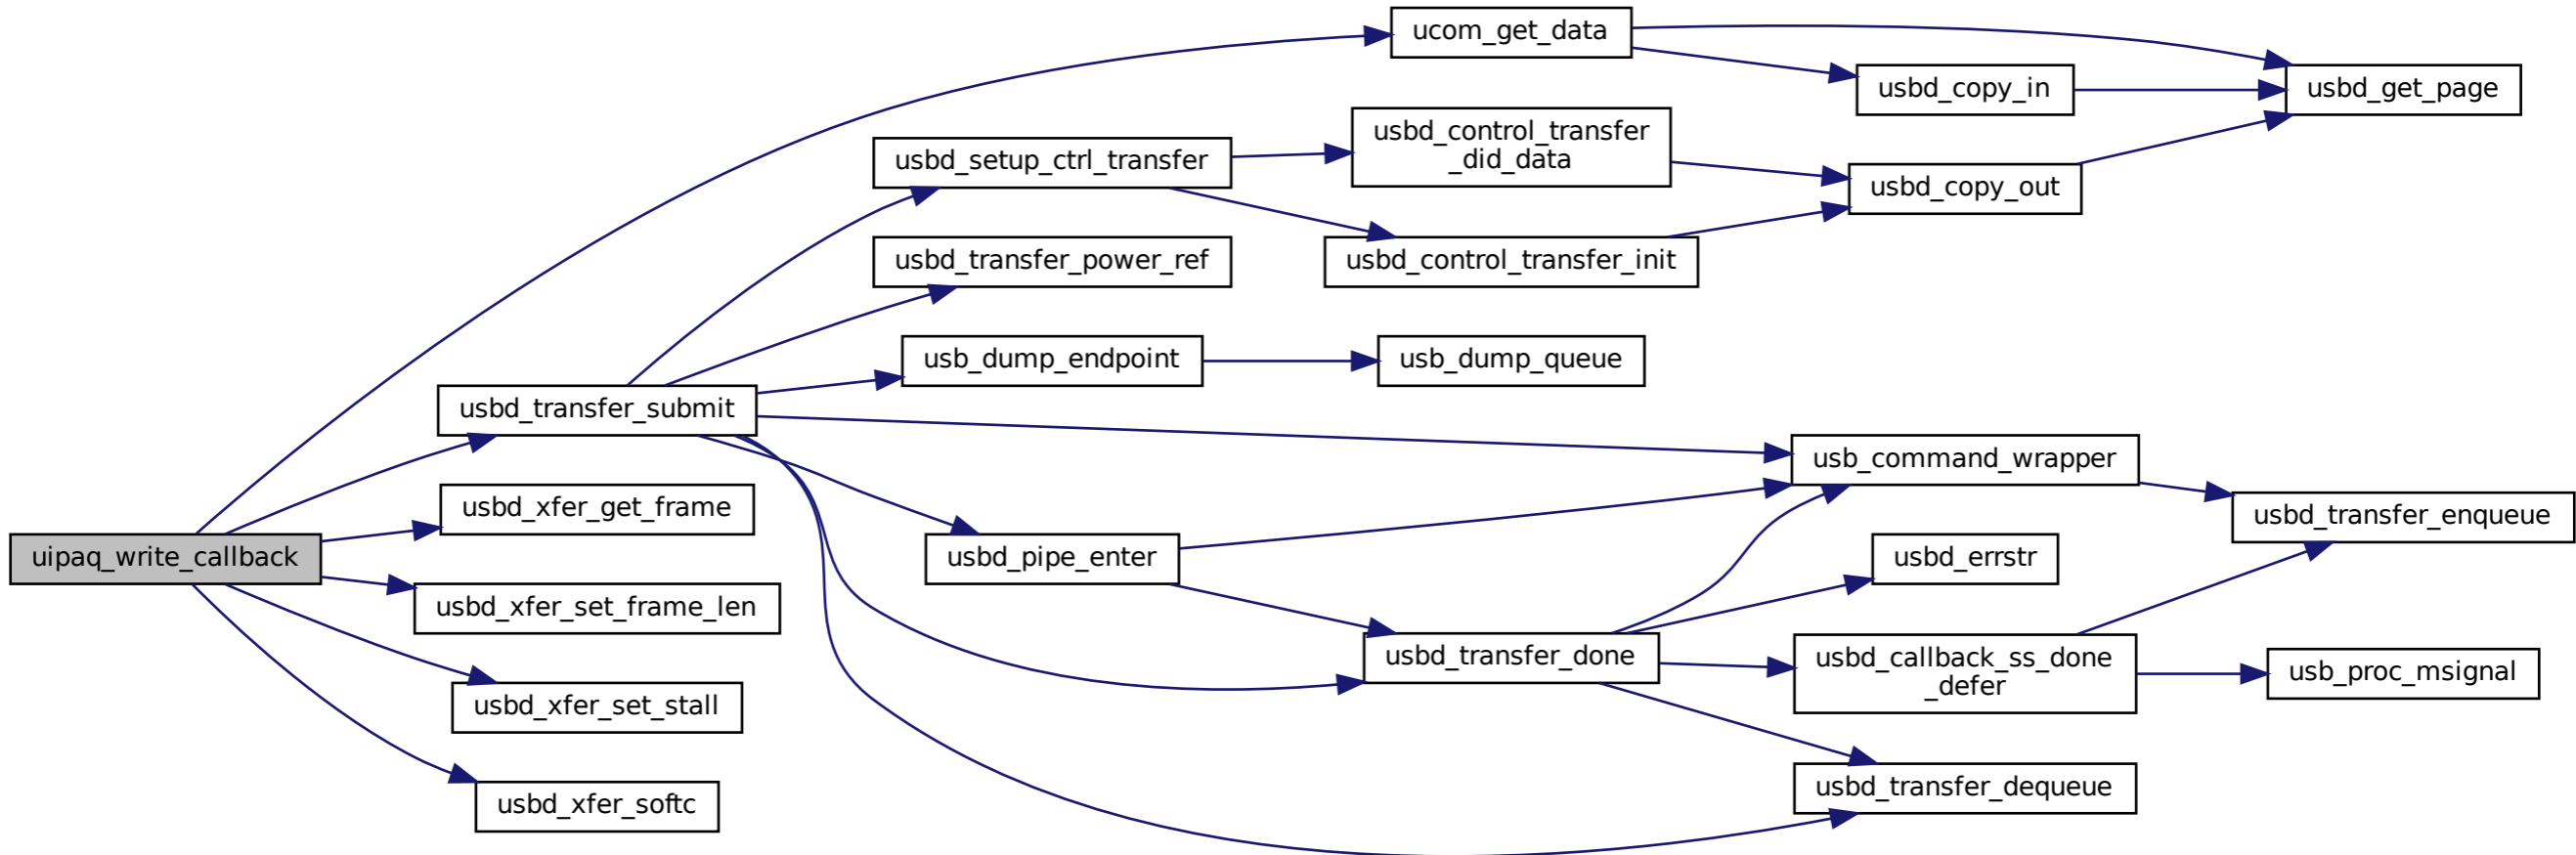 ucom_get_data
usbd_copy_in
usbd_get_page
usbd_control_transfer
_did_data
usbd_setup_ctrl_transfer
usbd_copy_out
usbd_transfer_power_ref
usbd_control_transfer_init
usb_dump_endpoint
usb_dump_queue
usbd_transfer_submit
usb_command_wrapper
usbd_xfer_get_frame
usbd_transfer_enqueue
uipaq_write_callback
usbd_pipe_enter
usbd_errstr
usbd_xfer_set_frame_len
usbd_transfer_done
usbd_callback_ss_done
_defer
usb_proc_msignal
usbd_xfer_set_stall
usbd_transfer_dequeue
usbd_xfer_softc